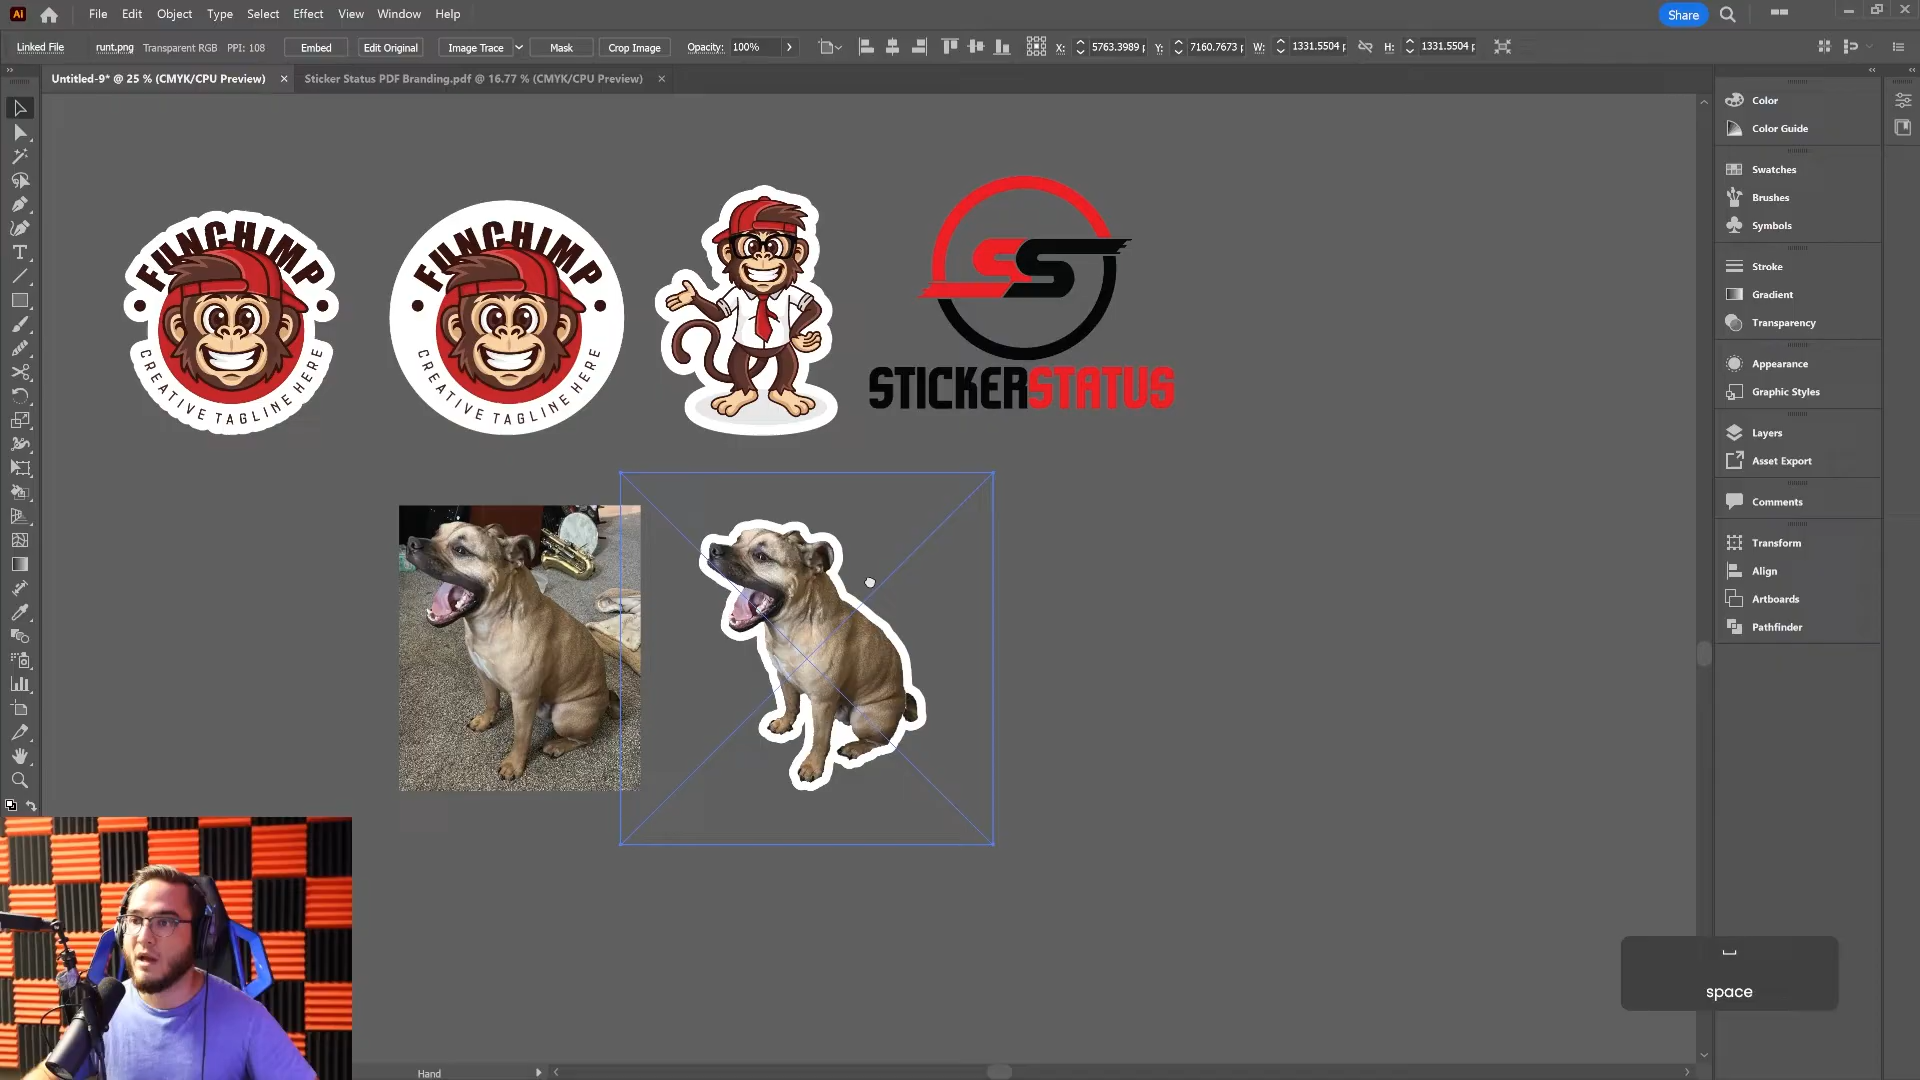 Ai File Edit Object Type Select Effect View Window Help Share
Linked File runt.png Transparent RGB PPI: 108 Embed Edit Original Image Trace Mask Crop Image Opacity: 100% X: 5763.3989 Y: 7160.7673 W: 1331.5504 H: 1331.5504
Untitled-9* @ 25 % (CMYK/CPU Preview) × Sticker Status PDF Branding.pdf @ 16.77 % (CMYK/CPU Preview) ×
Color
Color Guide
Swatches
Brushes
Symbols
Stroke
Gradient
Transparency
Appearance
Graphic Styles
Layers
Asset Export
Comments
Transform
Align
Artboards
Pathfinder
FUNCHIMP
CREATIVE TAGLINE HERE
FUNCHIMP
CREATIVE TAGLINE HERE
SS
STICKERSTATUS
space
Hand